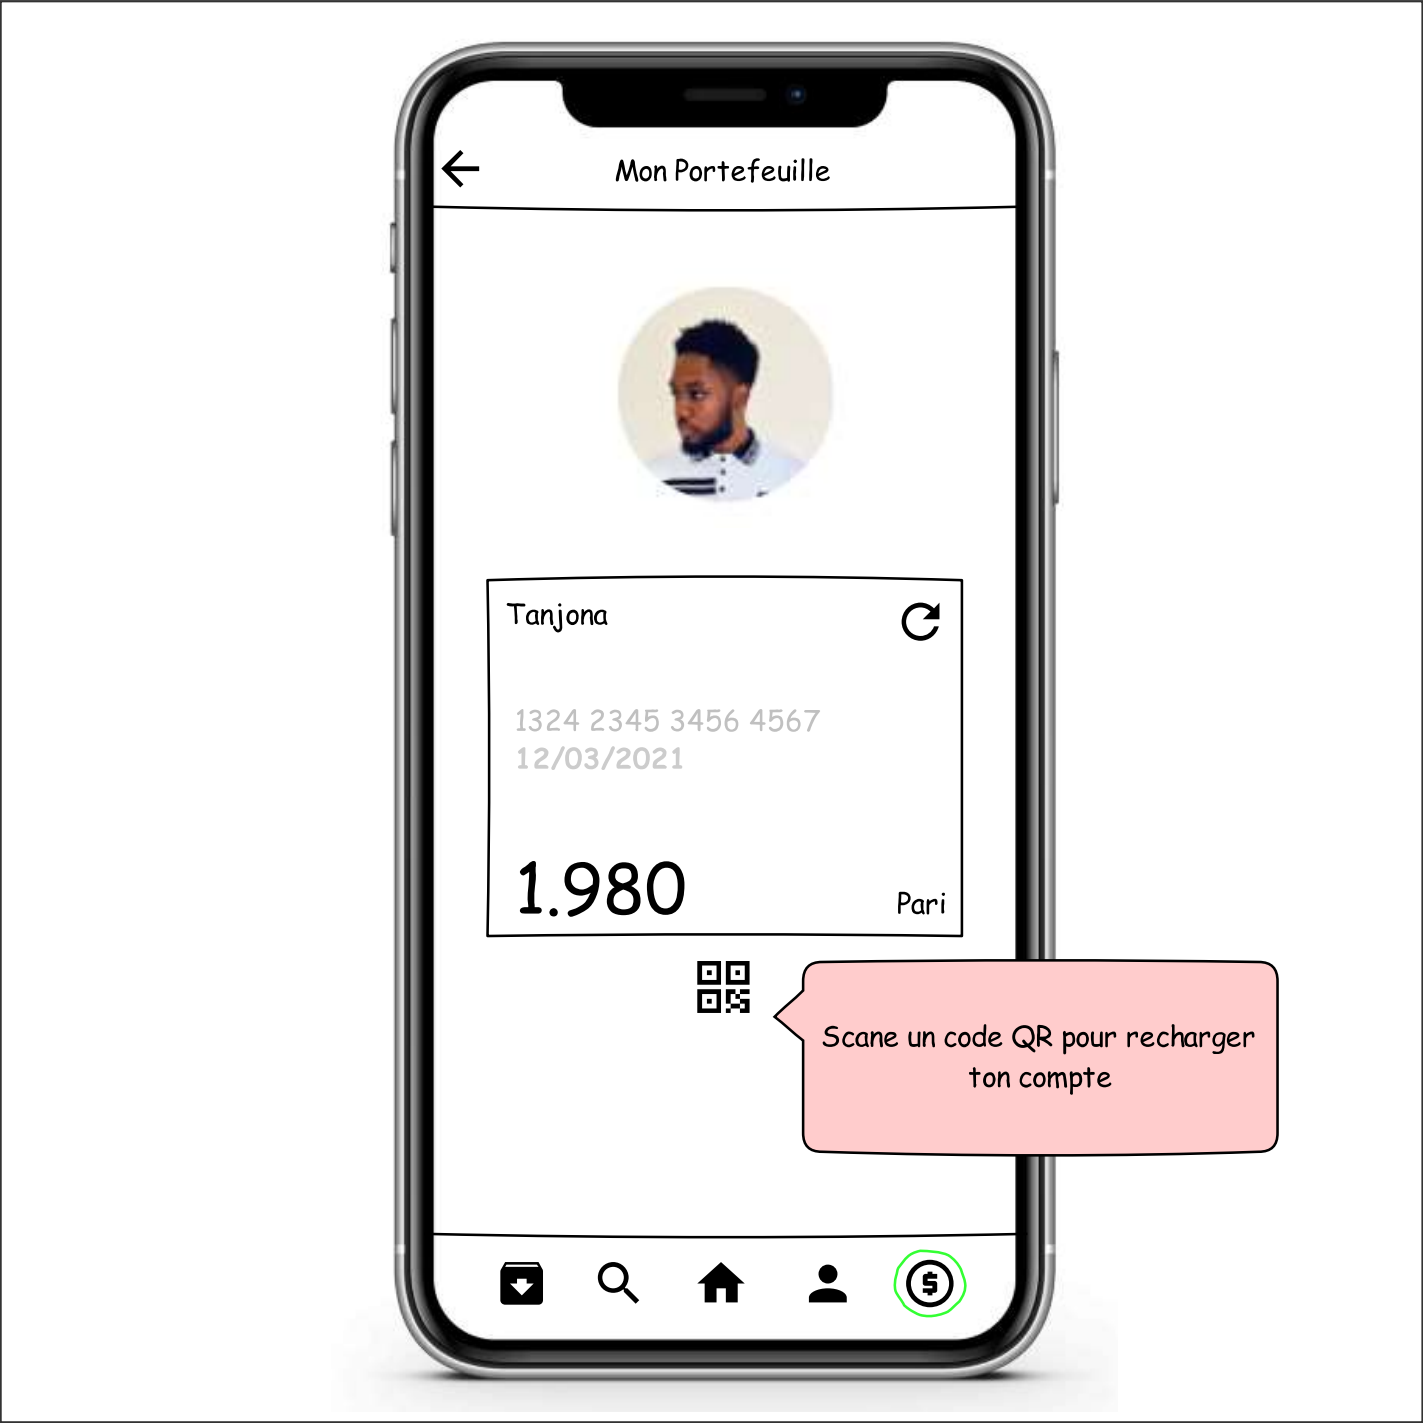 Mon Portefeuille
Tanjona
1324 2345 3456 4567
12/03/2021
1.980
Pari
Scane un code QR pour recharger
ton compte
$